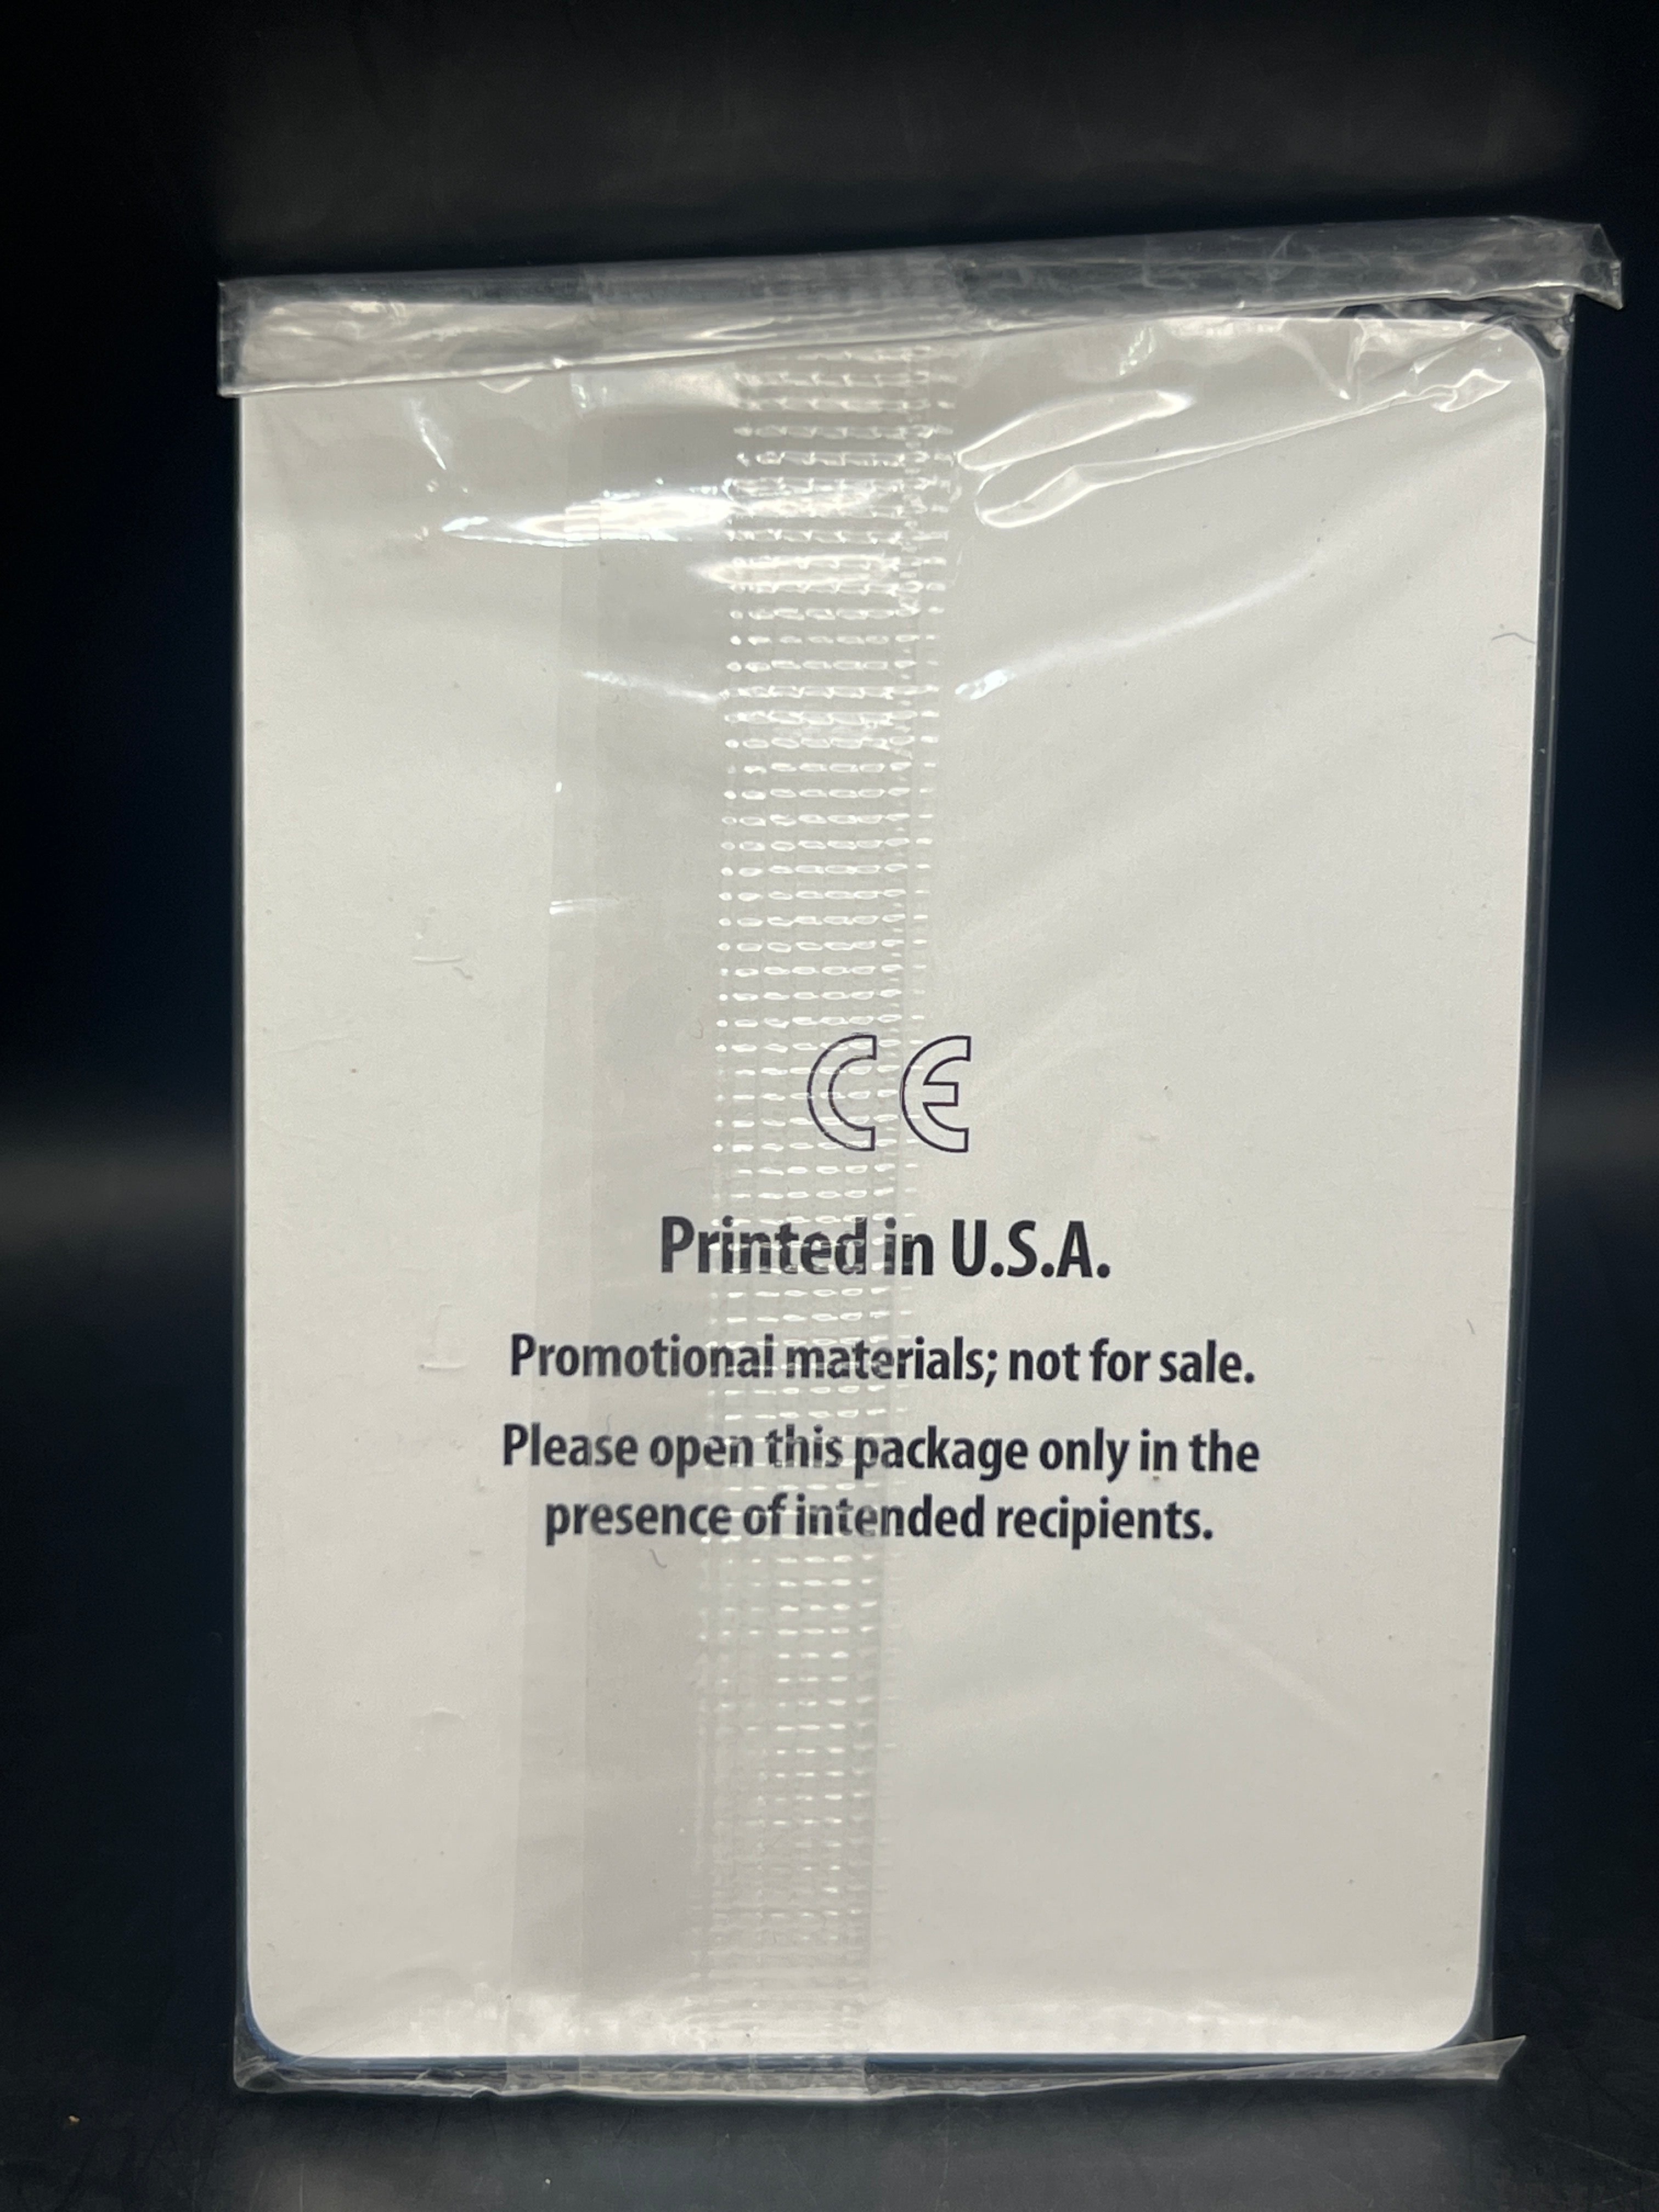 CE
Printed in U.S.A.
Promotional materials; not for sale.
Please open this package only in the
presence of intended recipients.